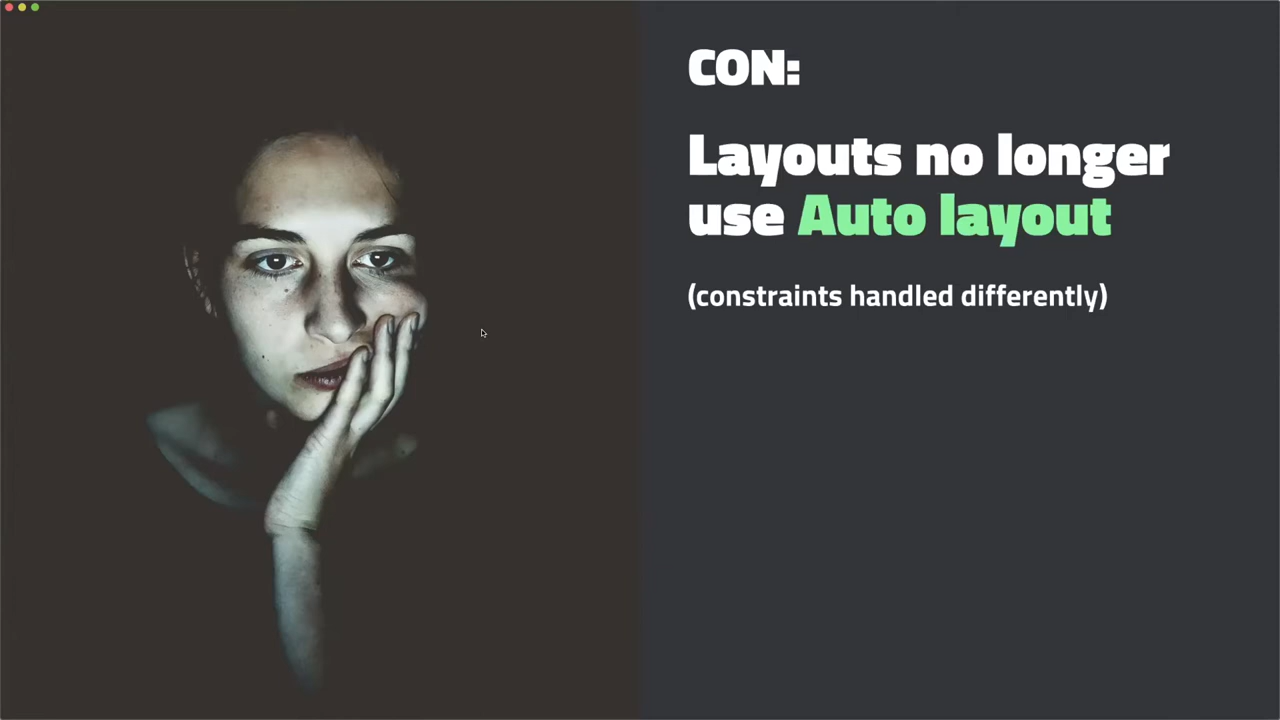 CON:
Layouts no longer
use Auto layout
(constraints handled differently)